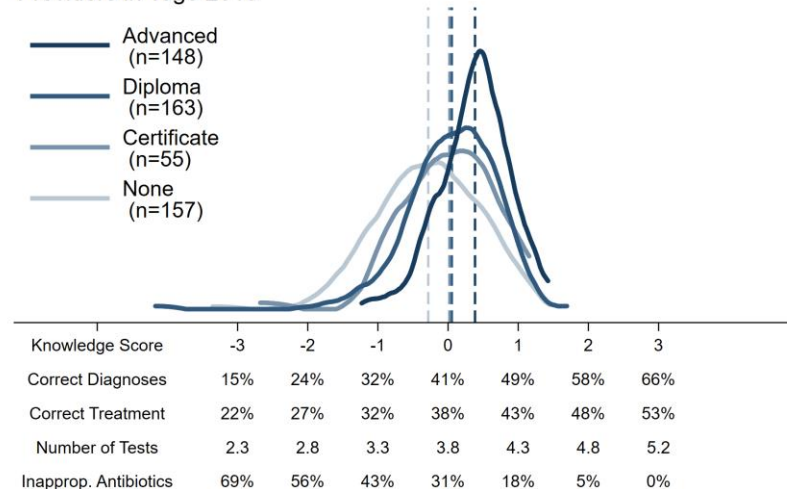 Advanced
(n=148)
Diploma
(n=163)
Certificate
(n=55)
None
(n=157)
Knowledge Score -3 -2 -1 0 1 2 3
Correct Diagnoses 15% 24% 32% 41% 49% 58% 66%
Correct Treatment 22% 27% 32% 38% 43% 48% 53%
Number of Tests 2.3 2.8 3.3 3.8 4.3 4.8 5.2
Inapprop. Antibiotics 69% 56% 43% 31% 18% 5% 0%